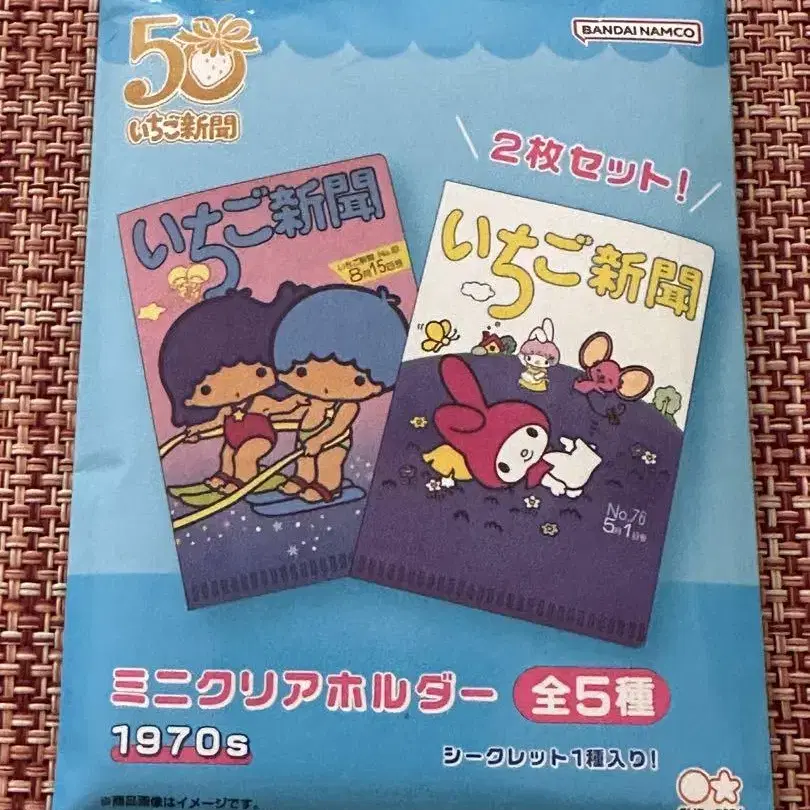 50
いちご新聞
BANDAI NAMCO
2枚セット!
いちご新聞
8月15日号
いちご新聞
No.76
5月1日号
ミニクリアホルダー 全5種
1970s
シークレット1種入り!
※商品画像はイメージです。